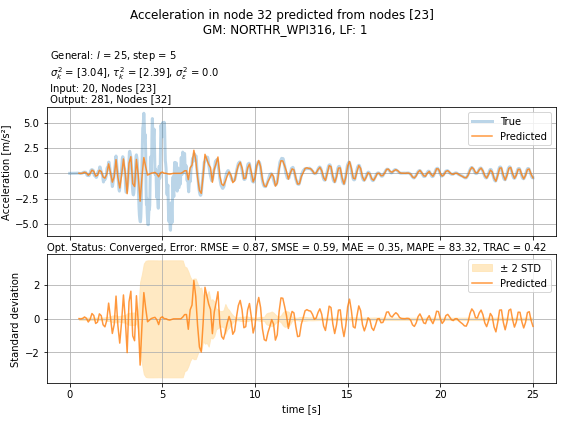 Acceleration in node 32 predicted from nodes [23]
GM: NORTHR_WPI316, LF: 1
General: l = 25, step = 5
σ²ₖ = [3.04], τ²ₖ = [2.39], σ²ε = 0.0
Input: 20, Nodes [23]
Output: 281, Nodes [32]
Acceleration [m/s²]
5.0
2.5
0.0
−2.5
−5.0
True
Predicted
Opt. Status: Converged, Error: RMSE = 0.87, SMSE = 0.59, MAE = 0.35, MAPE = 83.32, TRAC = 0.42
Standard deviation
2
0
−2
± 2 STD
Predicted
0
5
10
15
20
25
time [s]